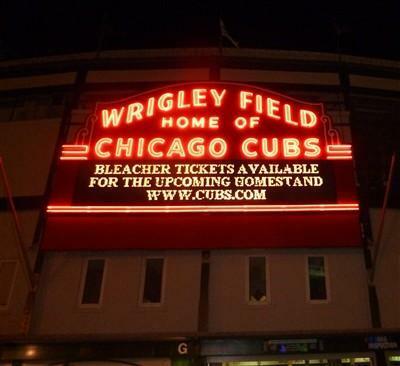 WRIGLEY FIELD
HOME OF
CHICAGO CUBS
BLEACHER TICKETS AVAILABLE
FOR THE UPCOMING HOMESTAND
WWW.CUBS.COM
G